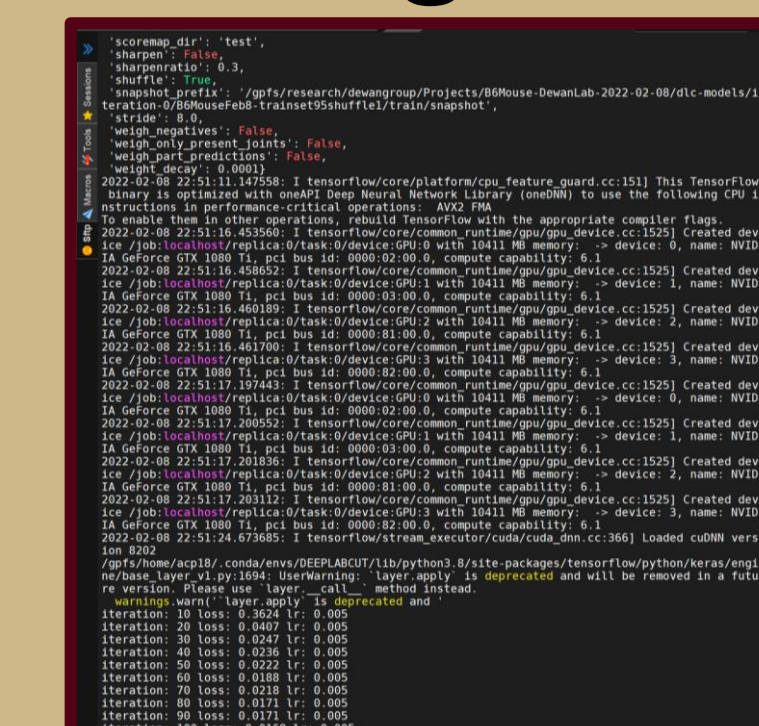 'scoremap_dir': 'test',
'sharpen': False,
'sharpenratio': 0.3,
'shuffle': True,
'snapshot_prefix': '/gpfs/research/dewangroup/Projects/B6Mouse-DewanLab-2022-02-08/dlc-models/i
teration-0/B6MouseFeb8-trainset95shuffle1/train/snapshot',
'stride': 8.0,
'weigh_negatives': False,
'weigh_only_present_joints': False,
'weigh_part_predictions': False,
'weight_decay': 0.0001}
2022-02-08 22:51:11.147558: I tensorflow/core/platform/cpu_feature_guard.cc:151] This TensorFlow
binary is optimized with oneAPI Deep Neural Network Library (oneDNN) to use the following CPU i
nstructions in performance-critical operations:  AVX2 FMA
To enable them in other operations, rebuild TensorFlow with the appropriate compiler flags.
2022-02-08 22:51:16.453560: I tensorflow/core/common_runtime/gpu/gpu_device.cc:1525] Created dev
ice /job:localhost/replica:0/task:0/device:GPU:0 with 10411 MB memory:  -> device: 0, name: NVID
IA GeForce GTX 1080 Ti, pci bus id: 0000:02:00.0, compute capability: 6.1
2022-02-08 22:51:16.458652: I tensorflow/core/common_runtime/gpu/gpu_device.cc:1525] Created dev
ice /job:localhost/replica:0/task:0/device:GPU:1 with 10411 MB memory:  -> device: 1, name: NVID
IA GeForce GTX 1080 Ti, pci bus id: 0000:03:00.0, compute capability: 6.1
2022-02-08 22:51:16.460189: I tensorflow/core/common_runtime/gpu/gpu_device.cc:1525] Created dev
ice /job:localhost/replica:0/task:0/device:GPU:2 with 10411 MB memory:  -> device: 2, name: NVID
IA GeForce GTX 1080 Ti, pci bus id: 0000:81:00.0, compute capability: 6.1
2022-02-08 22:51:16.461700: I tensorflow/core/common_runtime/gpu/gpu_device.cc:1525] Created dev
ice /job:localhost/replica:0/task:0/device:GPU:3 with 10411 MB memory:  -> device: 3, name: NVID
IA GeForce GTX 1080 Ti, pci bus id: 0000:82:00.0, compute capability: 6.1
2022-02-08 22:51:17.197443: I tensorflow/core/common_runtime/gpu/gpu_device.cc:1525] Created dev
ice /job:localhost/replica:0/task:0/device:GPU:0 with 10411 MB memory:  -> device: 0, name: NVID
IA GeForce GTX 1080 Ti, pci bus id: 0000:02:00.0, compute capability: 6.1
2022-02-08 22:51:17.200552: I tensorflow/core/common_runtime/gpu/gpu_device.cc:1525] Created dev
ice /job:localhost/replica:0/task:0/device:GPU:1 with 10411 MB memory:  -> device: 1, name: NVID
IA GeForce GTX 1080 Ti, pci bus id: 0000:03:00.0, compute capability: 6.1
2022-02-08 22:51:17.201836: I tensorflow/core/common_runtime/gpu/gpu_device.cc:1525] Created dev
ice /job:localhost/replica:0/task:0/device:GPU:2 with 10411 MB memory:  -> device: 2, name: NVID
IA GeForce GTX 1080 Ti, pci bus id: 0000:81:00.0, compute capability: 6.1
2022-02-08 22:51:17.203112: I tensorflow/core/common_runtime/gpu/gpu_device.cc:1525] Created dev
ice /job:localhost/replica:0/task:0/device:GPU:3 with 10411 MB memory:  -> device: 3, name: NVID
IA GeForce GTX 1080 Ti, pci bus id: 0000:82:00.0, compute capability: 6.1
2022-02-08 22:51:24.673685: I tensorflow/stream_executor/cuda/cuda_dnn.cc:366] Loaded cuDNN vers
ion 8202
/gpfs/home/acp18/.conda/envs/DEEPLABCUT/lib/python3.8/site-packages/tensorflow/python/keras/engi
ne/base_layer_v1.py:1694: UserWarning: `layer.apply` is deprecated and will be removed in a futu
re version. Please use `layer.__call__` method instead.
warnings.warn('`layer.apply` is deprecated and '
iteration: 10 loss: 0.3624 lr: 0.005
iteration: 20 loss: 0.0407 lr: 0.005
iteration: 30 loss: 0.0247 lr: 0.005
iteration: 40 loss: 0.0236 lr: 0.005
iteration: 50 loss: 0.0222 lr: 0.005
iteration: 60 loss: 0.0188 lr: 0.005
iteration: 70 loss: 0.0218 lr: 0.005
iteration: 80 loss: 0.0171 lr: 0.005
iteration: 90 loss: 0.0171 lr: 0.005
Sessions
Tools
Macros
Sftp